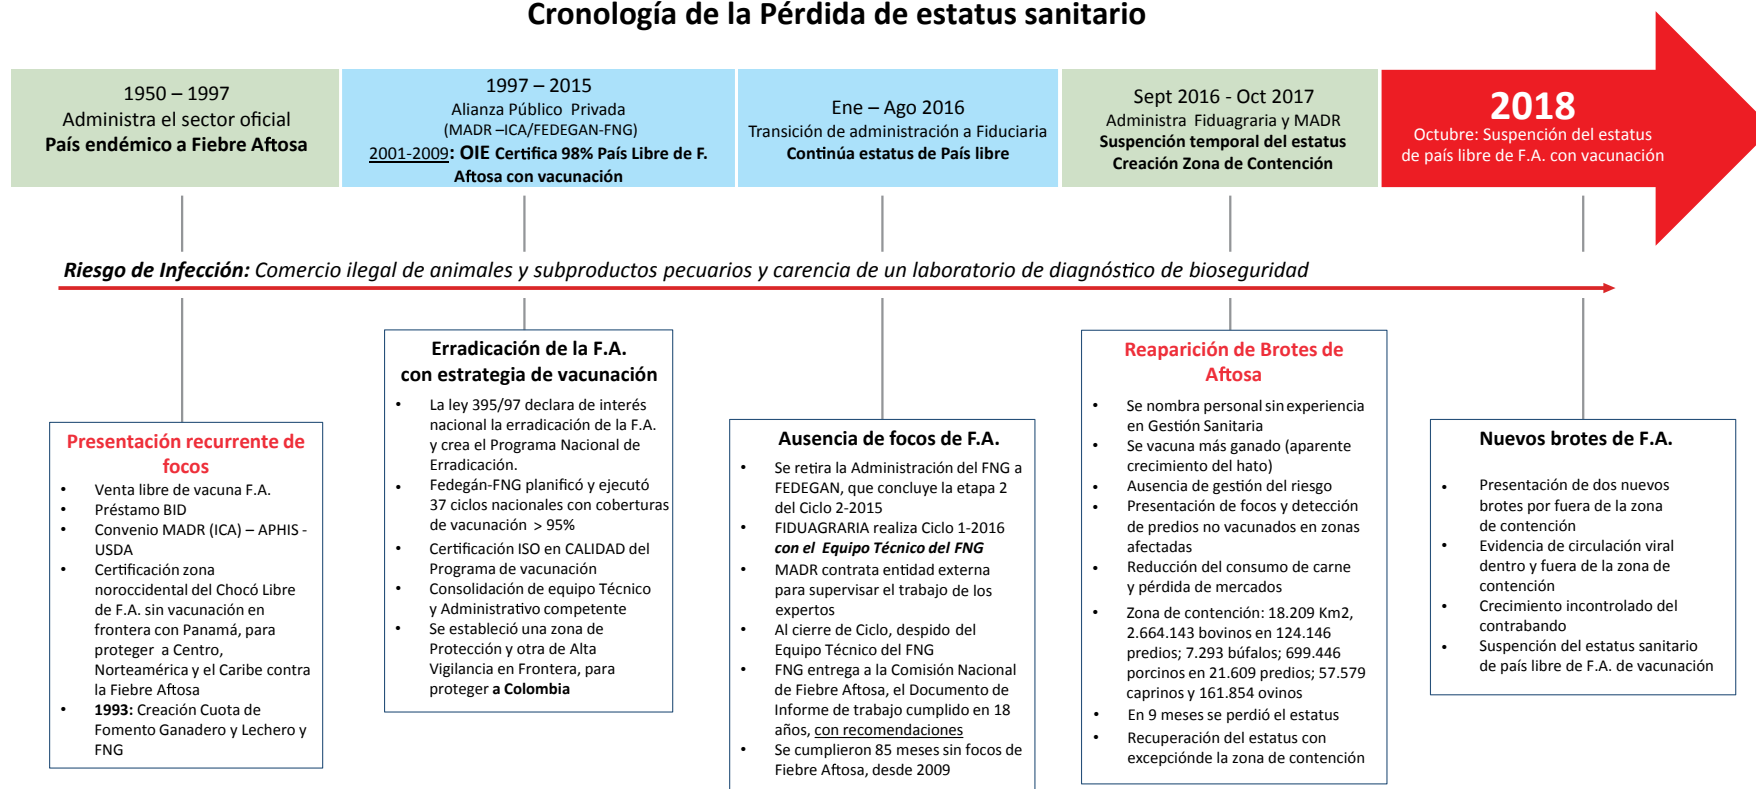 Cronología de la Pérdida de estatus sanitario
1950 – 1997
Administra el sector oficial
País endémico a Fiebre Aftosa
1997 – 2015
Alianza Público Privada
(MADR –ICA/FEDEGAN-FNG)
2001-2009: OIE Certifica 98% País Libre de F.
Aftosa con vacunación
Ene – Ago 2016
Transición de administración a Fiduciaria
Continúa estatus de País libre
Sept 2016 - Oct 2017
Administra Fiduagraria y MADR
Suspención temporal del estatus
Creación Zona de Contención
2018
Octubre: Suspención del estatus
de país libre de F.A. con vacunación
Riesgo de Infección: Comercio ilegal de animales y subproductos pecuarios y carencia de un laboratorio de diagnóstico de bioseguridad
Presentación recurrente de
focos
• Venta libre de vacuna F.A.
• Préstamo BID
• Convenio MADR (ICA) – APHIS -
USDA
• Certificación zona
noroccidental del Chocó Libre
de F.A. sin vacunación en
frontera con Panamá, para
proteger a Centro,
Norteamérica y el Caribe contra
la Fiebre Aftosa
• 1993: Creación Cuota de
Fomento Ganadero y Lechero y
FNG
Erradicación de la F.A.
con estrategia de vacunación
• La ley 395/97 declara de interés
nacional la erradicación de la F.A.
y crea el Programa Nacional de
Erradicación.
• Fedegán-FNG planificó y ejecutó
37 ciclos nacionales con coberturas
de vacunación > 95%
• Certificación ISO en CALIDAD del
Programa de vacunación
• Consolidación de equipo Técnico
y Administrativo competente
• Se estableció una zona de
Protección y otra de Alta
Vigilancia en Frontera, para
proteger a Colombia
Ausencia de focos de F.A.
• Se retira la Administración del FNG a
FEDEGAN, que concluye la etapa 2
del Ciclo 2-2015
• FIDUAGRARIA realiza Ciclo 1-2016
con el Equipo Técnico del FNG
• MADR contrata entidad externa
para supervisar el trabajo de los
expertos
• Al cierre de Ciclo, despido del
Equipo Técnico del FNG
• FNG entrega a la Comisión Nacional
de Fiebre Aftosa, el Documento de
Informe de trabajo cumplido en 18
años, con recomendaciones
• Se cumplieron 85 meses sin focos de
Fiebre Aftosa, desde 2009
Reaparición de Brotes de
Aftosa
• Se nombra personal sin experiencia
en Gestión Sanitaria
• Se vacuna más ganado (aparente
crecimiento del hato)
• Ausencia de gestión del riesgo
• Presentación de focos y detección
de predios no vacunados en zonas
afectadas
• Reducción del consumo de carne
y pérdida de mercados
• Zona de contención: 18.209 Km2,
2.664.143 bovinos en 124.146
predios; 7.293 búfalos; 699.446
porcinos en 21.609 predios; 57.579
caprinos y 161.854 ovinos
• En 9 meses se perdió el estatus
• Recuperación del estatus con
excepciónde la zona de contención
Nuevos brotes de F.A.
• Presentación de dos nuevos
brotes por fuera de la zona
de contención
• Evidencia de circulación viral
dentro y fuera de la zona de
contención
• Crecimiento incontrolado del
contrabando
• Suspención del estatus sanitario
de país libre de F.A. de vacunación